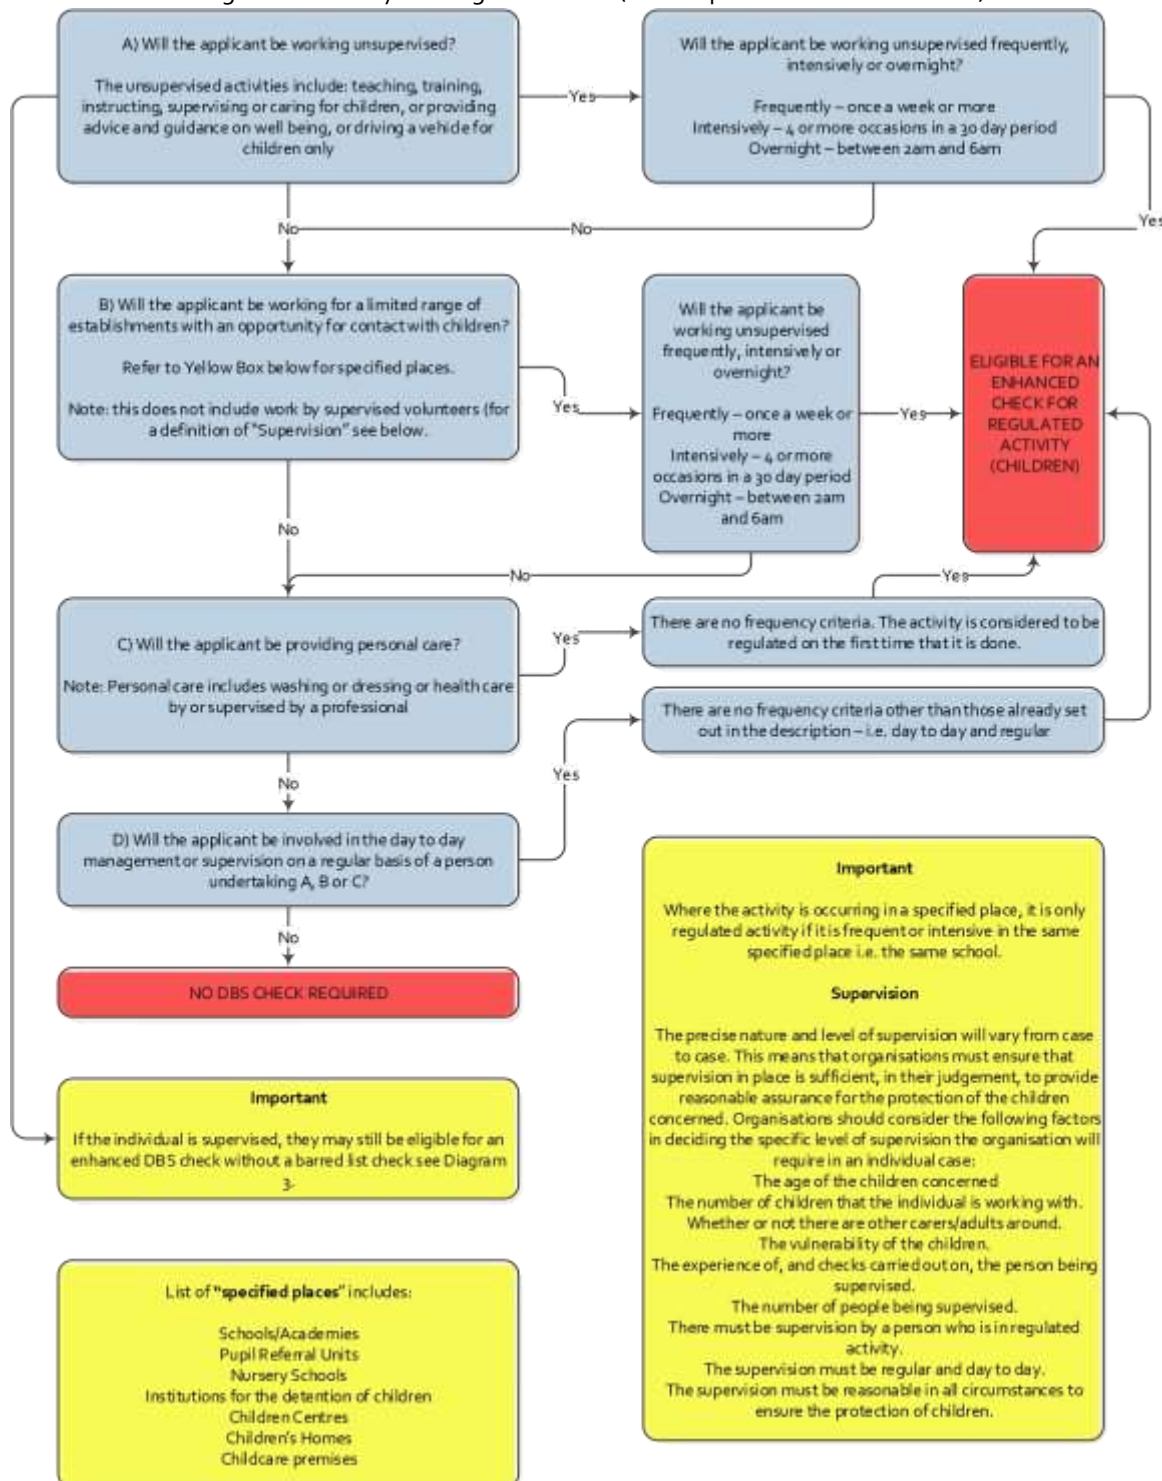 A) Will the applicant be working unsupervised?
The unsupervised activities include: teaching, training,
instructing, supervising or caring for children, or providing
advice and guidance on well being, or driving a vehicle for
children only
Yes
Will the applicant be working unsupervised frequently,
intensively or overnight?
Frequently – once a week or more
Intensively – 4 or more occasions in a 30 day period
Overnight – between 2am and 6am
Yes
No
No
B) Will the applicant be working for a limited range of
establishments with an opportunity for contact with children?
Refer to Yellow Box below for specified places.
Note: this does not include work by supervised volunteers (for
a definition of "Supervision" see below.
Yes
Will the applicant be
working unsupervised
frequently, intensively or
overnight?
Frequently – once a week or
more
Intensively – 4 or more
occasions in a 30 day period
Overnight – between 2am
and 6am
Yes
ELIGIBLE FOR AN
ENHANCED
CHECK FOR
REGULATED
ACTIVITY
(CHILDREN)
No
No
C) Will the applicant be providing personal care?
Note: Personal care includes washing or dressing or health care
by or supervised by a professional
Yes
Yes
There are no frequency criteria. The activity is considered to be
regulated on the first time that it is done.
There are no frequency criteria other than those already set
out in the description – i.e. day to day and regular
Yes
No
D) Will the applicant be involved in the day to day
management or supervision on a regular basis of a person
undertaking A, B or C?
No
NO DBS CHECK REQUIRED
Important
If the individual is supervised, they may still be eligible for an
enhanced DBS check without a barred list check see Diagram
3.
List of "specified places" includes:
Schools/Academies
Pupil Referral Units
Nursery Schools
Institutions for the detention of children
Children Centres
Children's Homes
Childcare premises
Important
Where the activity is occurring in a specified place, it is only
regulated activity if it is frequent or intensive in the same
specified place i.e. the same school.
Supervision
The precise nature and level of supervision will vary from case
to case. This means that organisations must ensure that
supervision in place is sufficient, in their judgement, to provide
reasonable assurance for the protection of the children
concerned. Organisations should consider the following factors
in deciding the specific level of supervision the organisation will
require in an individual case:
The age of the children concerned
The number of children that the individual is working with.
Whether or not there are other carers/adults around.
The vulnerability of the children.
The experience of, and checks carried out on, the person being
supervised.
The number of people being supervised.
There must be supervision by a person who is in regulated
activity.
The supervision must be regular and day to day.
The supervision must be reasonable in all circumstances to
ensure the protection of children.